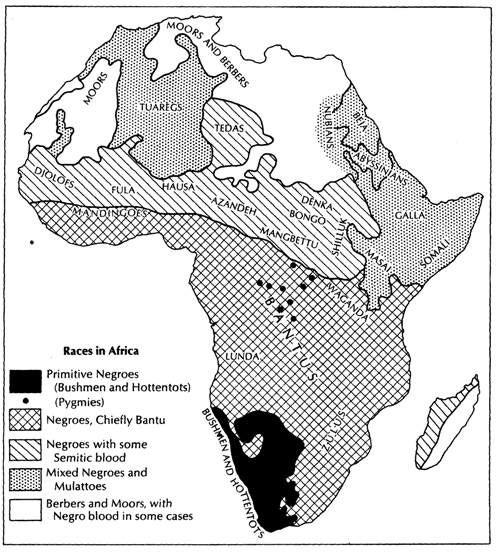 MOORS AND BERBERS
MOORS
TUAREGS
TEDAS
NUBIANS
BEJA
ABYSSINIANS
DJOLOFS
FULA
HAUSA
AZANDEH
DENKA
BONGO
SHILLUK
GALLA
MANDINGOES
MANGBETTU
MASAI
SOMALI
WAGANDA
BANTUS
LUNDA
ZULUS
BUSHMEN AND HOTTENTOTS
Races in Africa
Primitive Negroes
(Bushmen and Hottentots)
(Pygmies)
Negroes, Chiefly Bantu
Negroes with some
Semitic blood
Mixed Negroes and
Mulattoes
Berbers and Moors, with
Negro blood in some cases